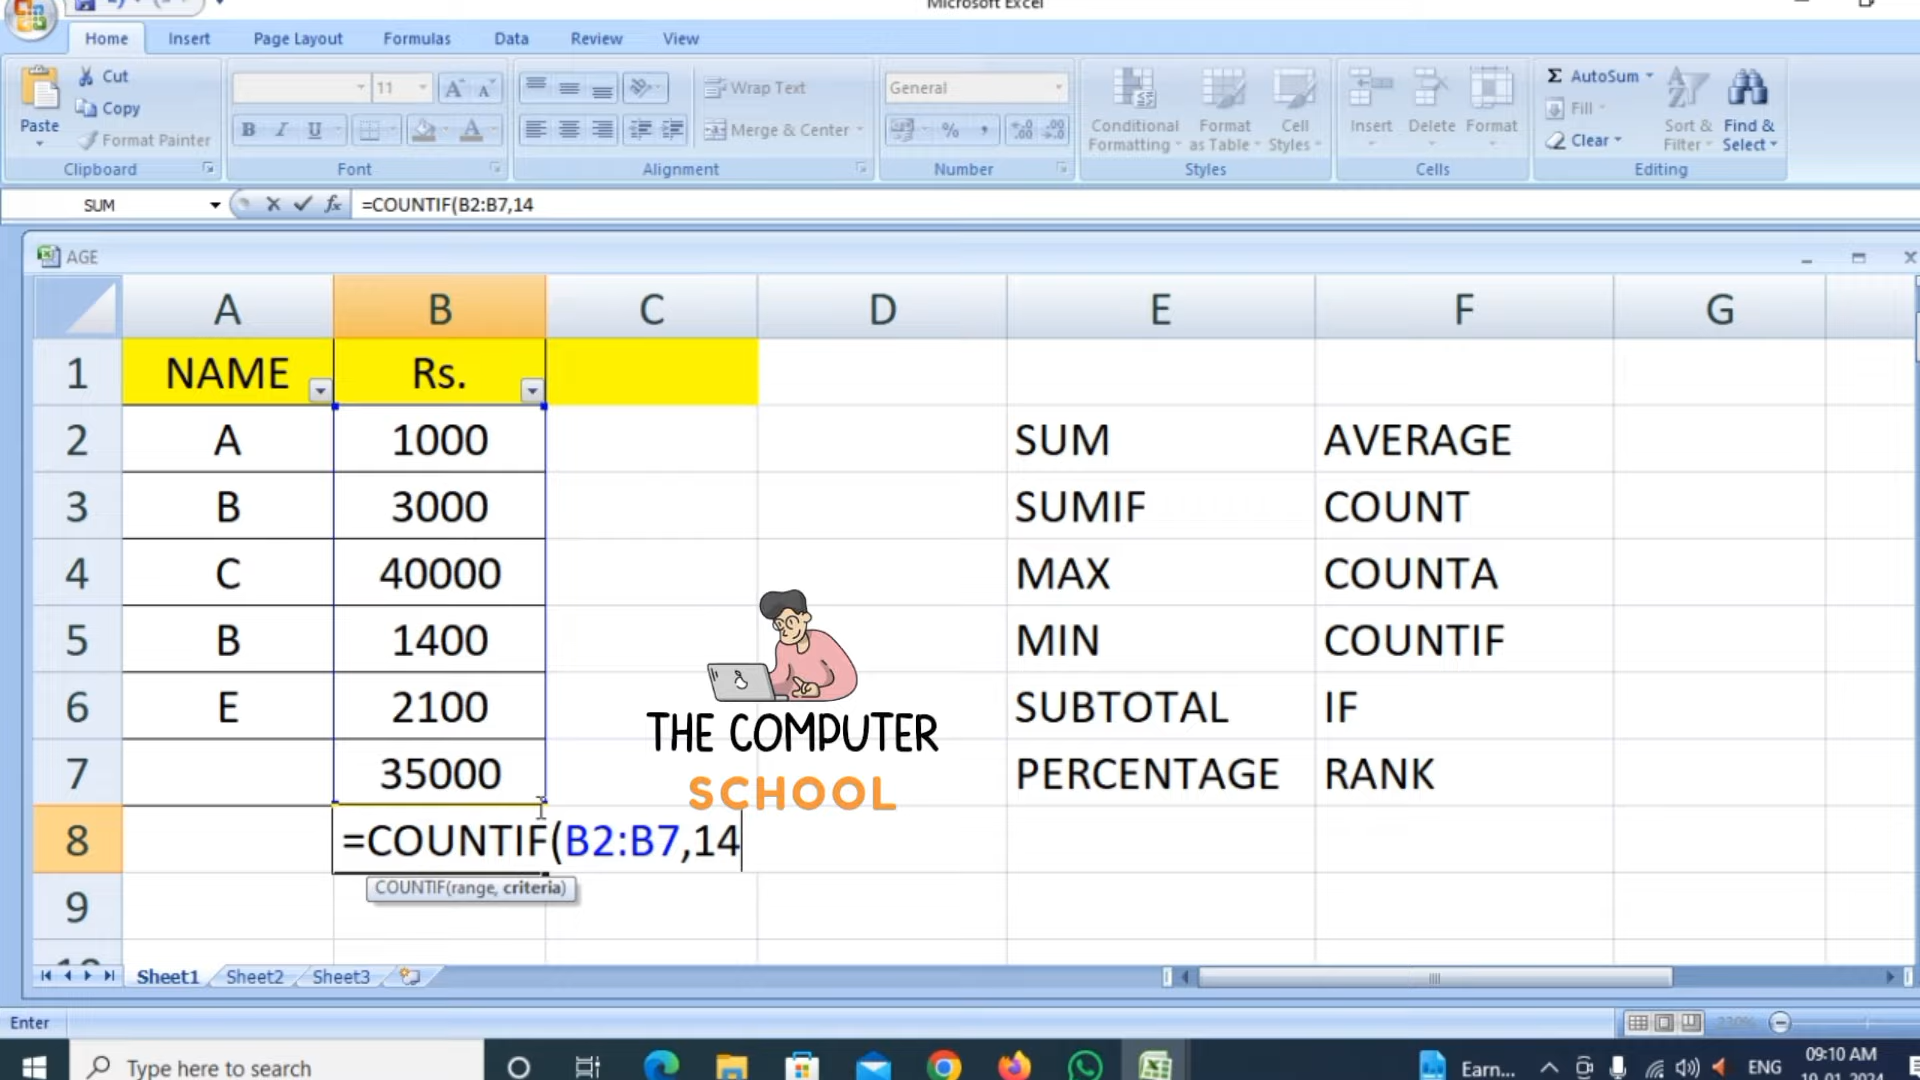 Microsoft Excel
Home Insert Page Layout Formulas Data Review View
Cut
Copy
Format Painter
Paste
Clipboard
11
B I U
A A
Font
Wrap Text
Merge & Center
Alignment
General
%
Number
Conditional Formatting
Format as Table
Cell Styles
Styles
Insert Delete Format
Cells
Σ AutoSum
Fill
Clear
Sort & Filter
Find & Select
Editing
SUM fx =COUNTIF(B2:B7,14
AGE
A B C D E F G
1 NAME Rs.
2 A 1000 SUM AVERAGE
3 B 3000 SUMIF COUNT
4 C 40000 MAX COUNTA
5 B 1400 MIN COUNTIF
6 E 2100 SUBTOTAL IF
7 35000 PERCENTAGE RANK
THE COMPUTER
SCHOOL
8 =COUNTIF(B2:B7,14
COUNTIF(range, criteria)
9
Sheet1 Sheet2 Sheet3
Enter
Type here to search
Earn... ENG 09:10 AM